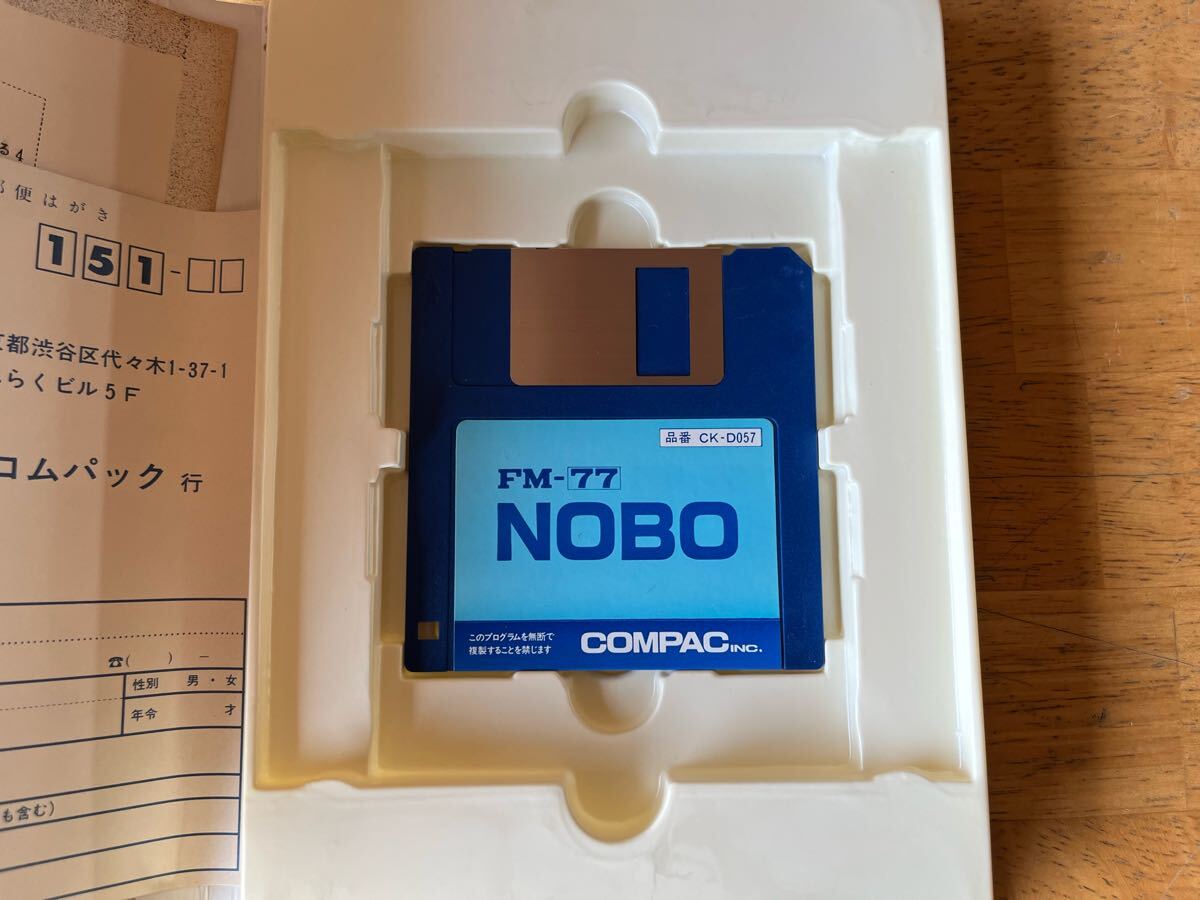 る4
郵便はがき
151-
京都渋谷区代々木1-37-1
らくビル5F
コムパック 行
☎( ) −
性別 男・女
年令 才
も含む)
品番 CK-D057
FM-77
NOBO
このプログラムを無断で
複製することを禁じます
COMPAC INC.